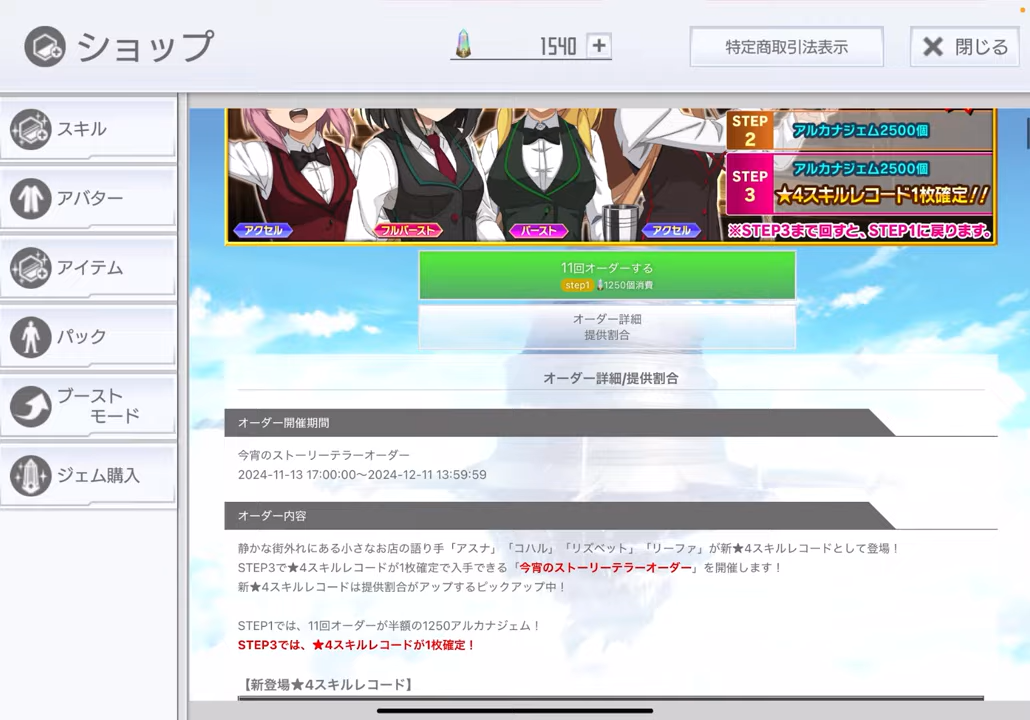 ショップ
1540
+
特定商取引法表示
閉じる
スキル
アバター
アイテム
パック
ブースト
モード
ジェム購入
STEP
2
アルカナジェム2500個
STEP
3
アルカナジェム2500個
★4スキルレコード1枚確定!!
アクセル
フルバースト
バースト
アクセル
※STEP3まで回すと、STEP1に戻ります。
11回オーダーする
step1 1250個消費
オーダー詳細
提供割合
オーダー詳細/提供割合
オーダー開催期間
今宵のストーリーテラーオーダー
2024-11-13 17:00:00〜2024-12-11 13:59:59
オーダー内容
静かな街外れにある小さなお店の語り手「アスナ」「コハル」「リズベット」「リーファ」が新★4スキルレコードとして登場！
STEP3で★4スキルレコードが1枚確定で入手できる「今宵のストーリーテラーオーダー」を開催します！
新★4スキルレコードは提供割合がアップするピックアップ中！
STEP1では、11回オーダーが半額の1250アルカナジェム！
STEP3では、★4スキルレコードが1枚確定！
【新登場★4スキルレコード】